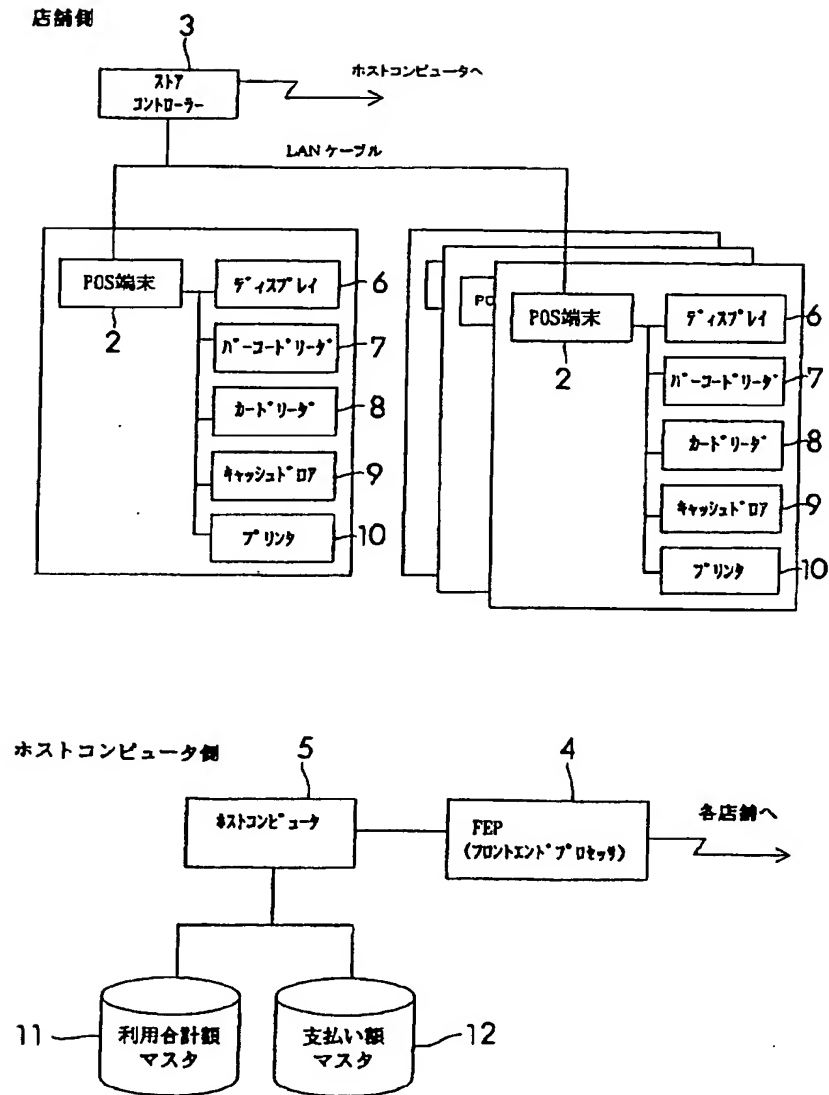 店舗側
3
ストア
コントローラー
ホストコンピュータへ
LANケーブル
POS端末
2
ディスプレイ
6
バーコードリーダ
7
カードリーダ
8
キャッシュドロア
9
プリンタ
10
PO
POS端末
2
ディスプレイ
6
バーコードリーダ
7
カードリーダ
8
キャッシュドロア
9
プリンタ
10
ホストコンピュータ側
5
4
ホストコンピュータ
FEP
(フロントエンドプロセッサ)
各店舗へ
11
利用合計額
マスタ
支払い額
マスタ
12